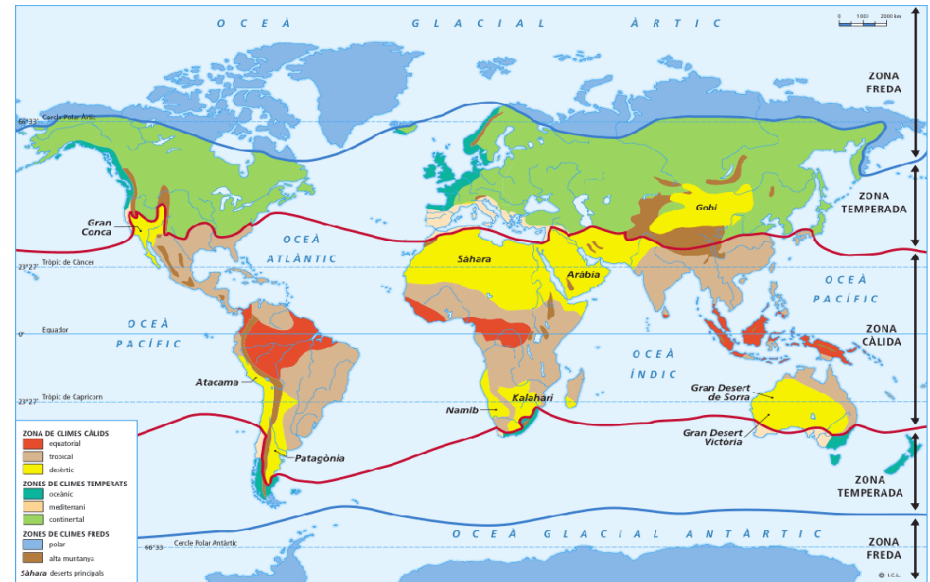 OCEÀ GLACIAL ÀRTIC
0 1000 2000 km
ZONA
FREDA
66°33'
Cercle Polar Àrtic
ZONA
TEMPERADA
Gobi
Gran
Conca
OCEÀ
ATLÀNTIC
23°27'
Tròpic de Càncer
Sàhara
Aràbia
OCEÀ
PACÍFIC
OCEÀ
PACÍFIC
0°
Equador
ZONA
CÀLIDA
OCEÀ
ÍNDIC
Atacama
Gran Desert
de Sorra
23°27'
Tròpic de Capricorn
Namib
Kalahari
Gran Desert
Victòria
Patagònia
ZONA
TEMPERADA
ZONA DE CLIMES CÀLIDS
equatorial
tropical
desèrtic
ZONES DE CLIMES TEMPERATS
oceànic
mediterrani
continental
ZONES DE CLIMES FREDS
polar
alta muntanya
Sàhara deserts principals
66°33
Cercle Polar Antàrtic
OCEÀ GLACIAL ANTÀRTIC
ZONA
FREDA